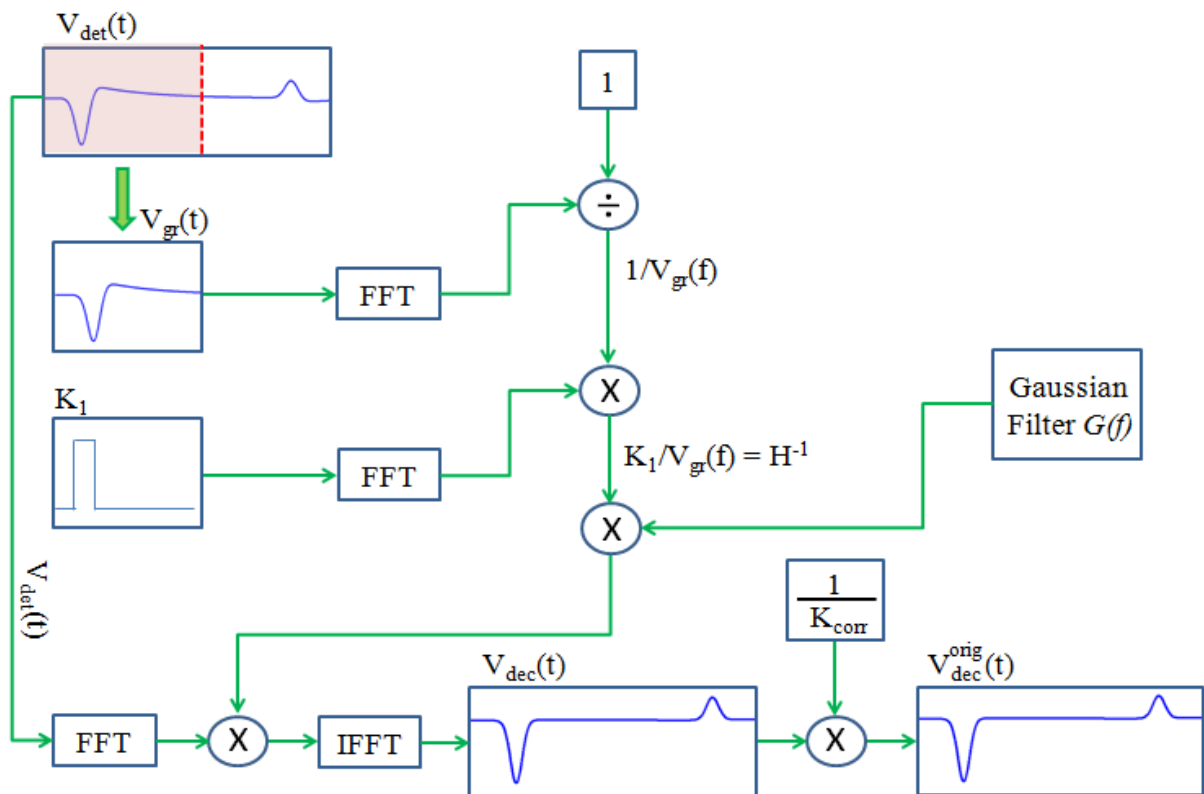 V_det(t)
1
÷
V_gr(t)
1/V_gr(f)
FFT
K_1
X
Gaussian
Filter G(f)
FFT
K_1/V_gr(f) = H^-1
X
V_det(t)
1
K_corr
V_dec(t)
V_dec^orig(t)
FFT
X
IFFT
X